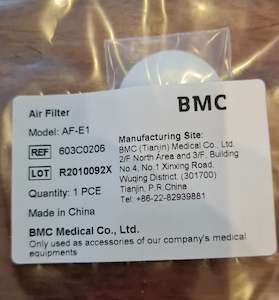 BMC
Air Filter
Model: AF-E1
REF 603C0206
LOT R2010092X
Quantity: 1 PCE
Made in China
Manufacturing Site:
BMC (Tianjin) Medical Co., Ltd.
2/F North Area and 3/F, Building
No.4, No.1 Xinxing Road,
Wuqing District, (301700)
Tianjin, P.R.China
Tel: +86-22-82939881
BMC Medical Co., Ltd.
Only used as accessories of our company's medical
equipments